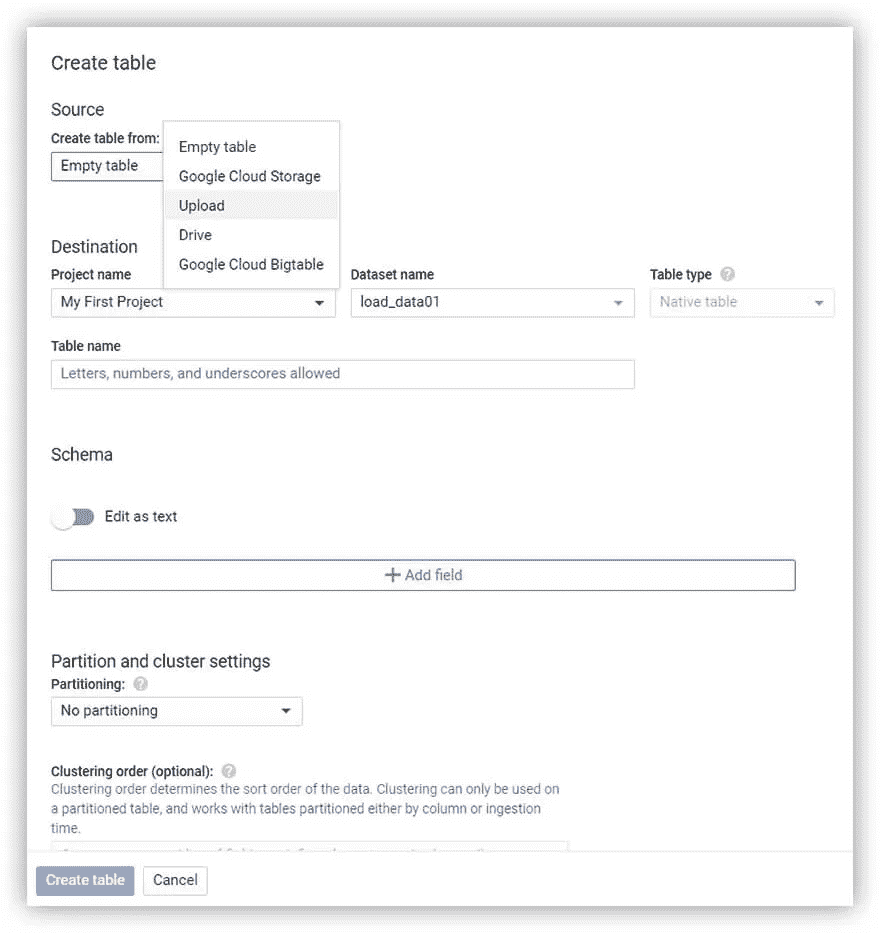 Create table
Source
Create table from:
Empty table
Empty table
Google Cloud Storage
Upload
Drive
Google Cloud Bigtable
Destination
Project name
Dataset name
Table type ?
My First Project
load_data01
Native table
Table name
Letters, numbers, and underscores allowed
Schema
Edit as text
Add field
Partition and cluster settings
Partitioning: ?
No partitioning
Clustering order (optional): ?
Clustering order determines the sort order of the data. Clustering can only be used on
a partitioned table, and works with tables partitioned either by column or ingestion
time.
Create table
Cancel